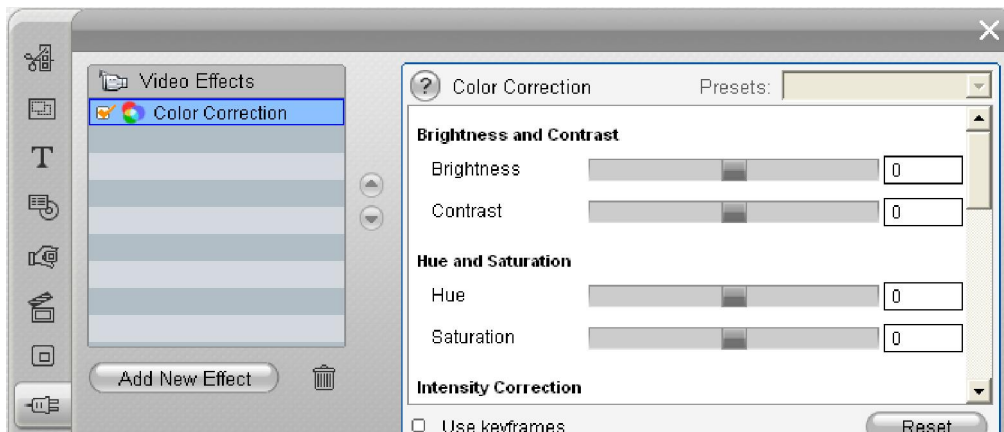 T
Video Effects
Color Correction
Add New Effect
? Color Correction Presets:
Brightness and Contrast
Brightness 0
Contrast 0
Hue and Saturation
Hue 0
Saturation 0
Intensity Correction
Use keyframes Reset